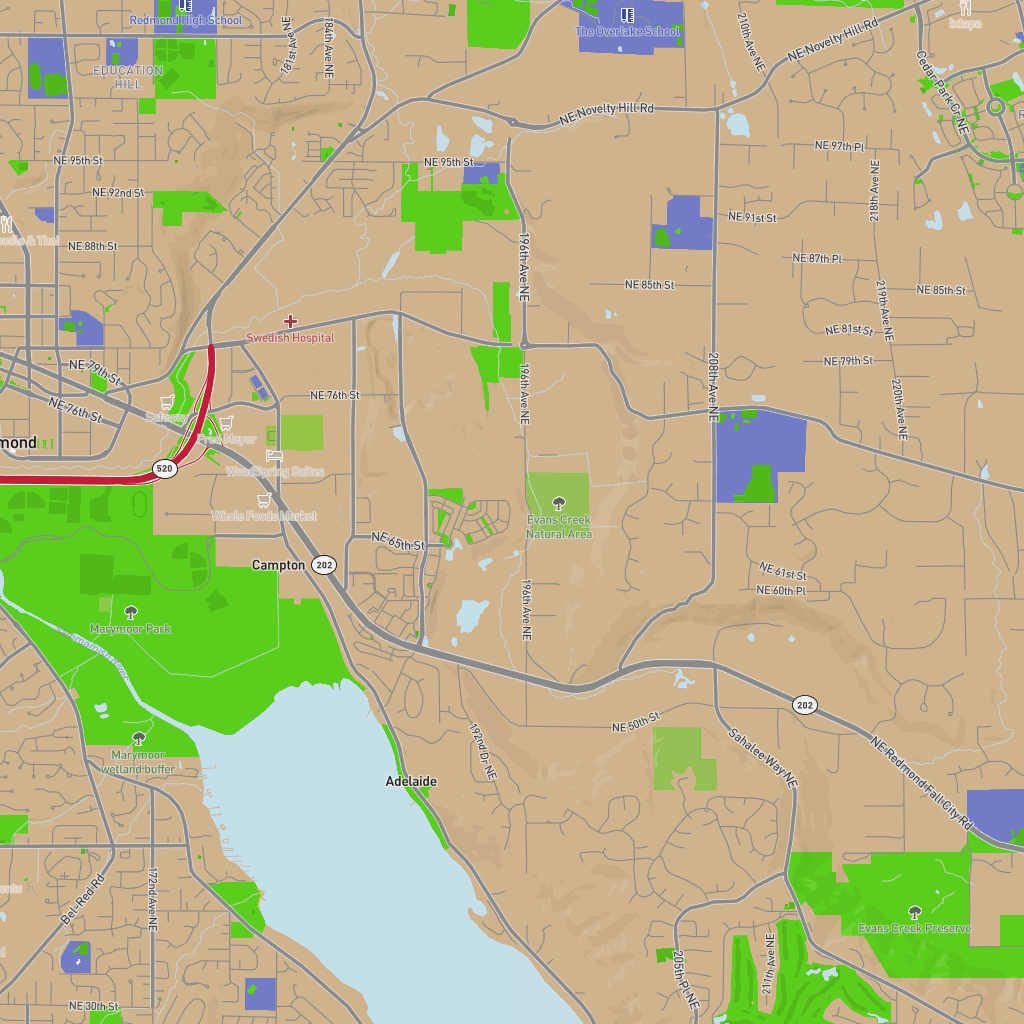 Redmond High School
The Overlake School
Ixtapa
181st Ave NE
184th Ave NE
210th Ave NE
NE Novelty Hill Rd
EDUCATION
HILL
Cedar Park Cr NE
NE Novelty Hill Rd
NE 95th St
NE 95th St
NE 97th Pl
NE 92nd St
218th Ave NE
NE 91st St
NE 88th St
196th Ave NE
NE 87th Pl
NE 85th St
NE 85th St
219th Ave NE
Swedish Hospital
NE 81st St
NE 79th St
NE 79th St
208th Ave NE
196th Ave NE
NE 76th St
NE 76th St
220th Ave NE
Safeway
Fred Meyer
mond
520
WoodSpring Suites
Whole Foods Market
Evans Creek
Natural Area
NE 65th St
Campton
202
NE 61st St
NE 60th Pl
196th Ave NE
Marymoor Park
202
NE 50th St
192nd Dr NE
Sahalee Way NE
NE Redmond Fall City Rd
Marymoor
wetland buffer
Adelaide
172nd Ave NE
Bel-Red Rd
Evans Creek Preserve
211th Ave NE
205th Pl NE
NE 30th St